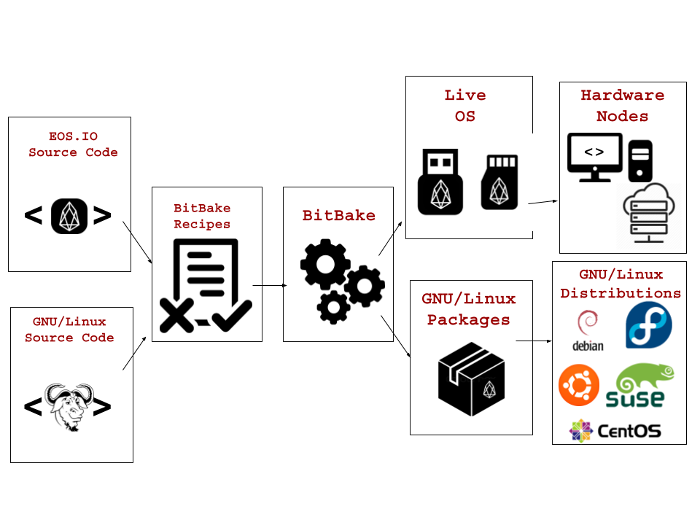 EOS.IO
Source Code
< >
GNU/Linux
Source Code
< >
BitBake
Recipes
BitBake
Live
OS
GNU/Linux
Packages
Hardware
Nodes
<>
GNU/Linux
Distributions
debian
suse
CentOS